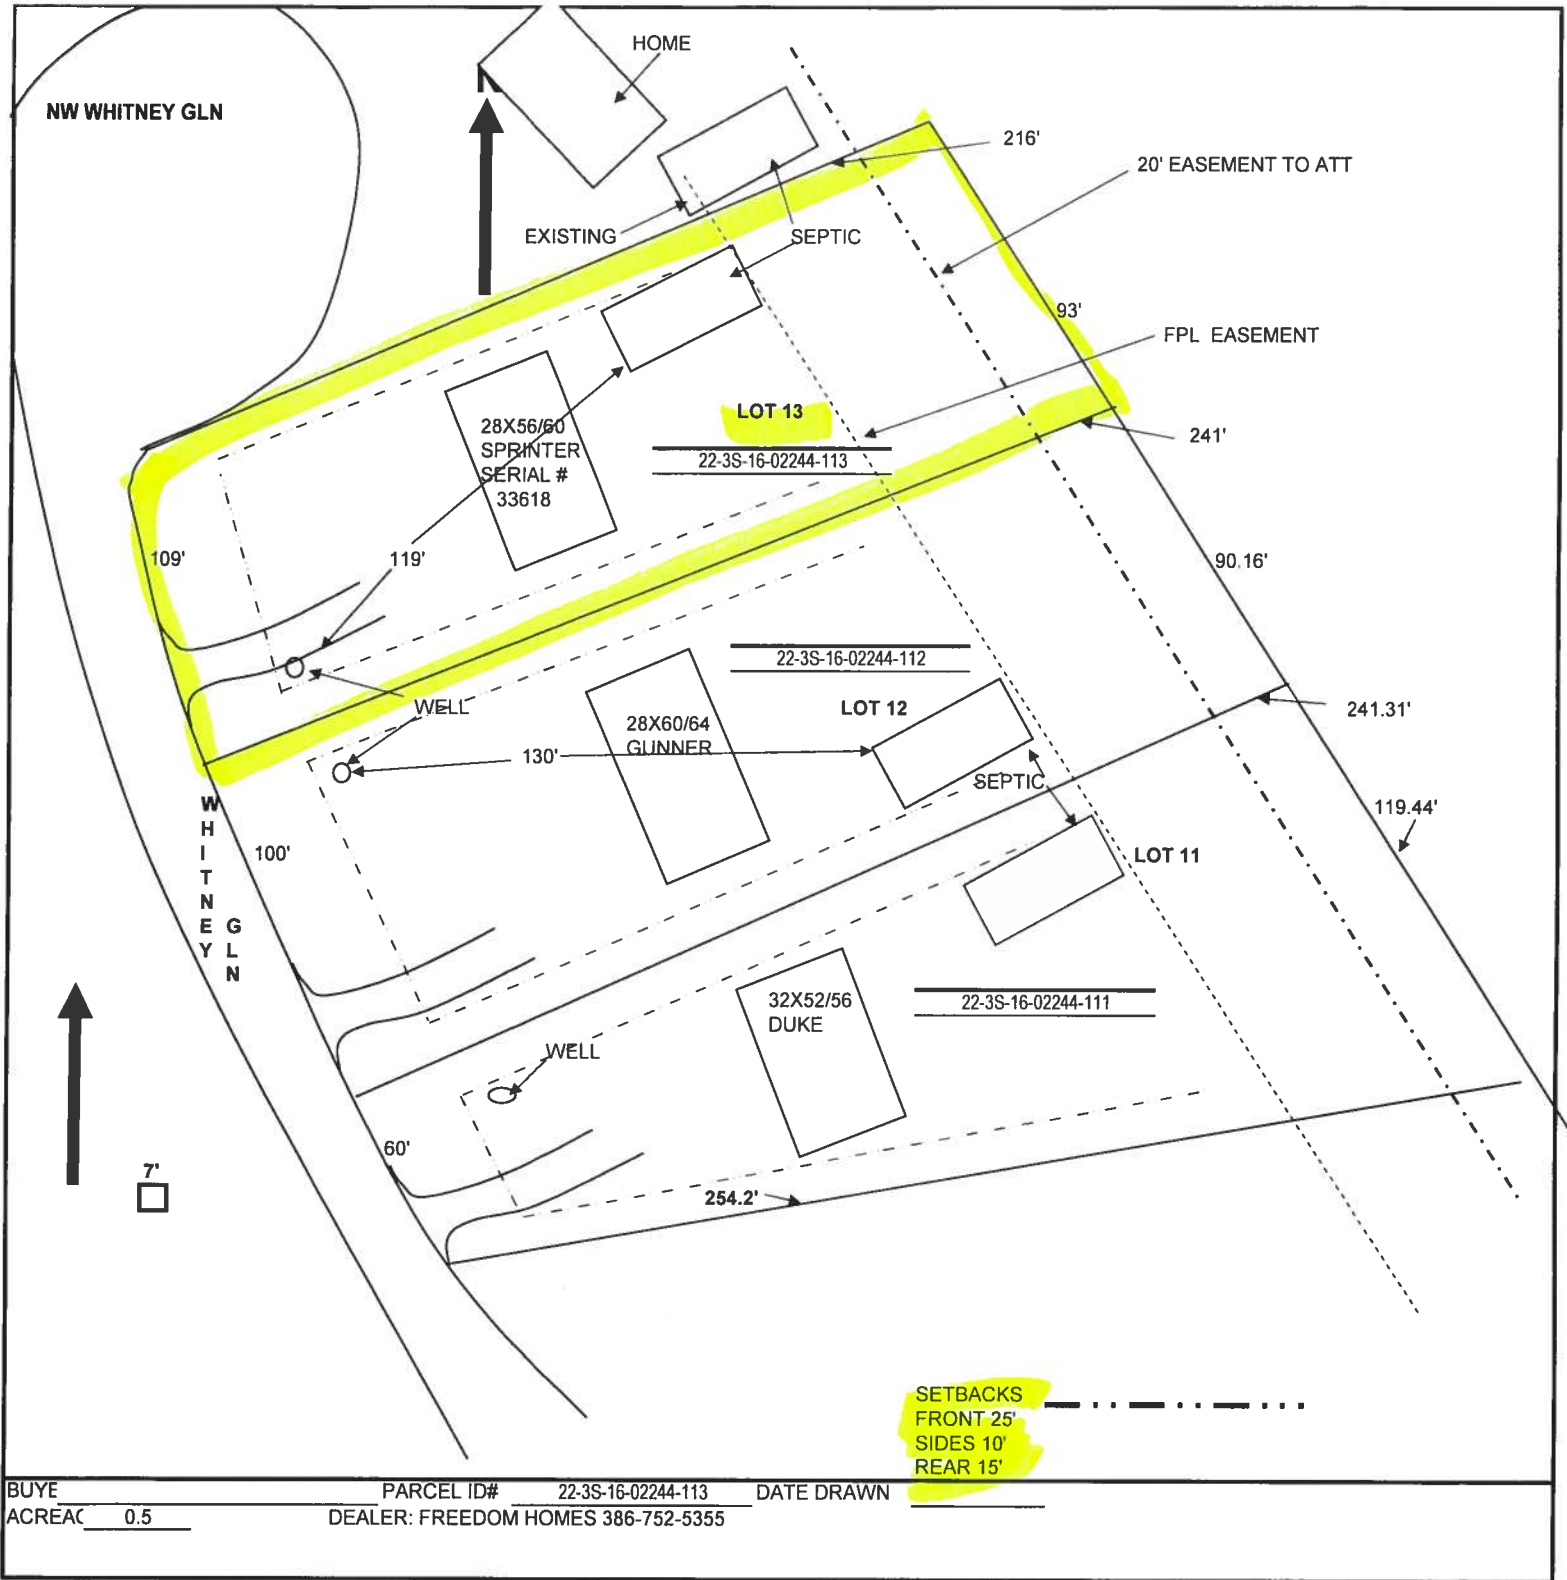 HOME
N
NW WHITNEY GLN
216'
20' EASEMENT TO ATT
EXISTING
SEPTIC
93'
FPL EASEMENT
LOT 13
28X56/60
SPRINTER
SERIAL #
33618
241'
22-3S-16-02244-113
109'
119'
90.16'
22-3S-16-02244-112
WELL
LOT 12
241.31'
28X60/64
GUNNER
130'
SEPTIC
WHITNEY
GLN
119.44'
100'
LOT 11
32X52/56
DUKE
22-3S-16-02244-111
WELL
60'
7'
254.2'
SETBACKS
FRONT 25'
SIDES 10'
REAR 15'
BUYE PARCEL ID# 22-3S-16-02244-113 DATE DRAWN
ACREAC 0.5 DEALER: FREEDOM HOMES 386-752-5355